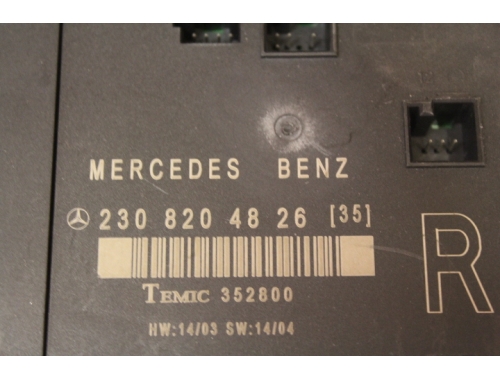 MERCEDES BENZ
230 820 48 26 [35]
R
TEMIC 352800
HW:14/03 SW:14/04